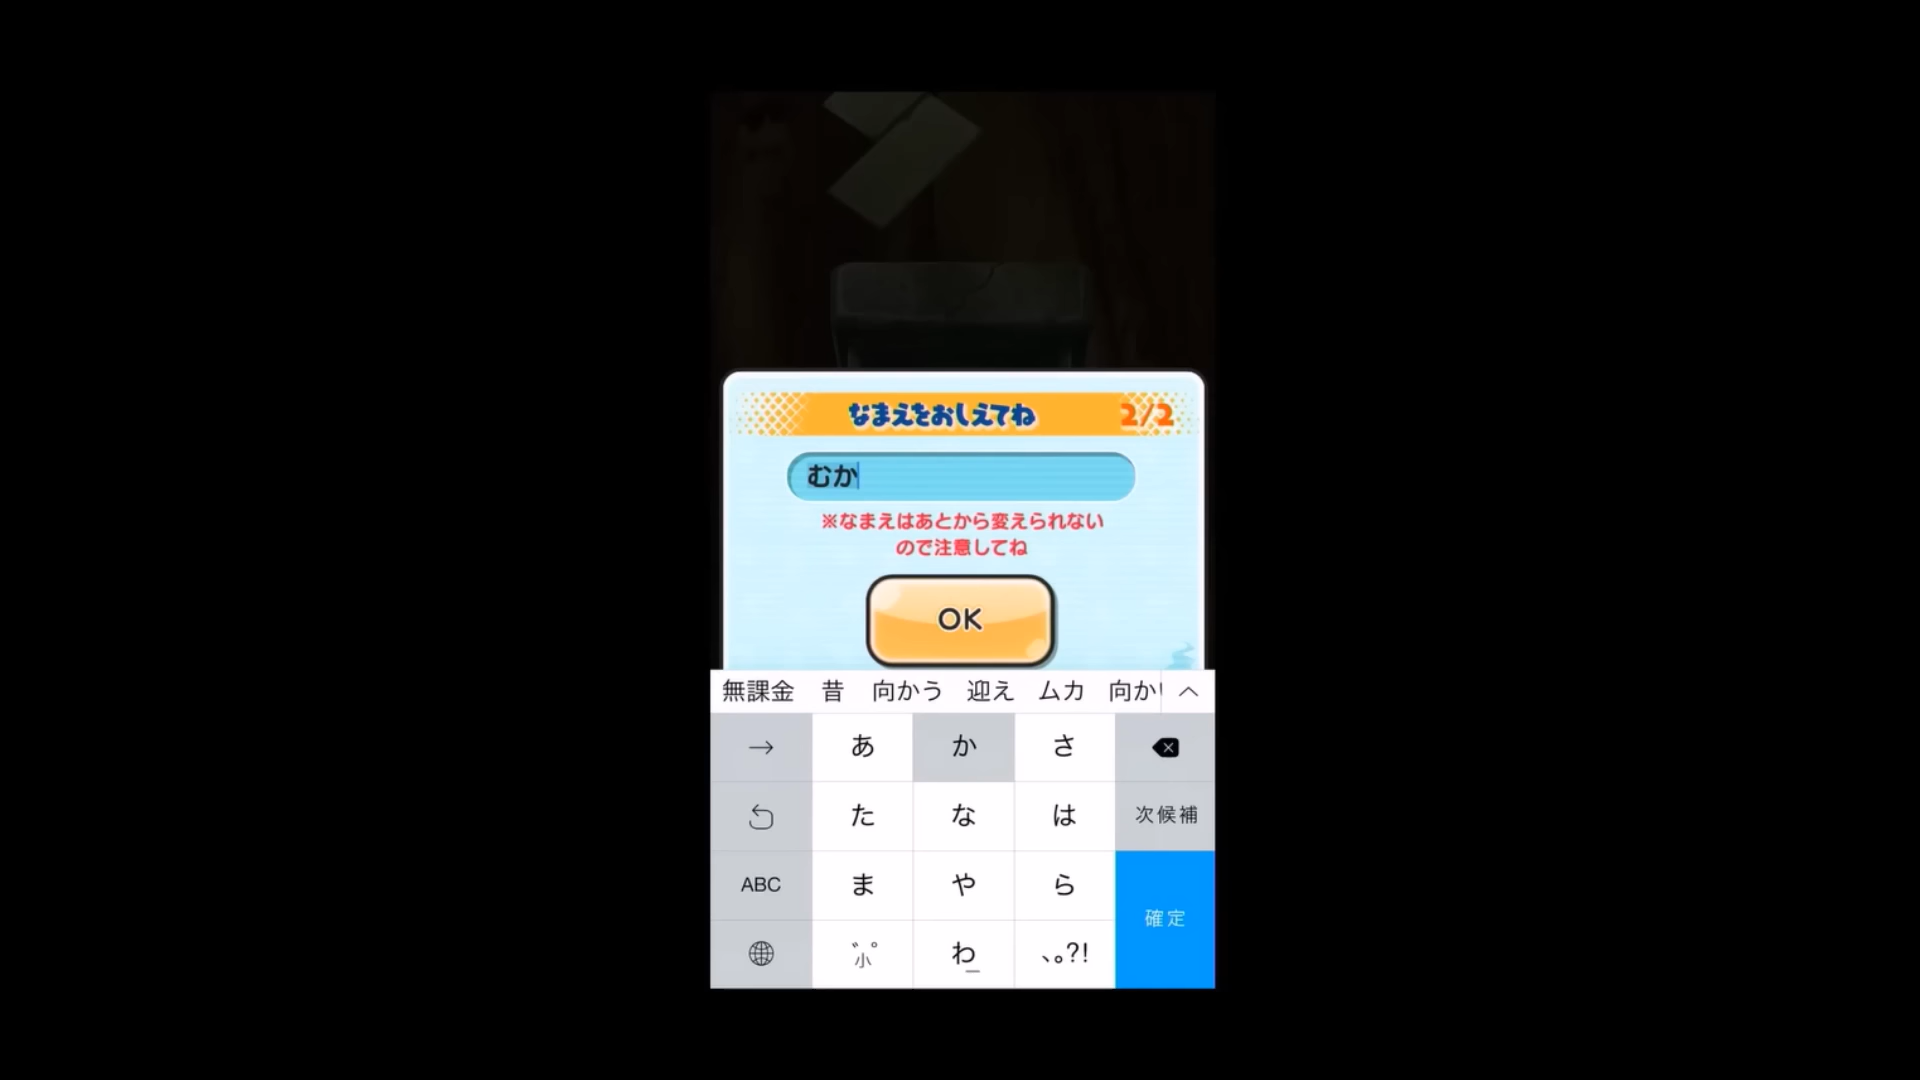 なまえをおしえてね 2/2
むか
※なまえはあとから変えられない
ので注意してね
OK
無課金 昔 向かう 迎え ムカ
→ あ か さ
た な は 次候補
ABC ま や ら 確定
゛゜小 わ 、。?!